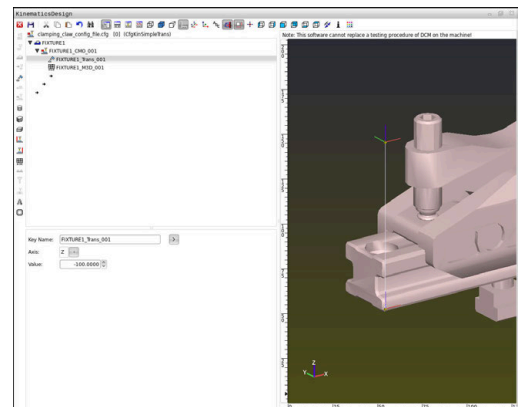 KinematicsDesign
clamping_claw_config_file.cfg [0] (CfgKinSimpleTrans)
Note: This software cannot replace a testing procedure of DCM on the machine!
FIXTURE1
FIXTURE1_CMO_001
FIXTURE1_Trans_001
FIXTURE1_M3D_001
Key Name: FIXTURE1_Trans_001
Axis: Z
Value: -100.0000
Z
Y
X